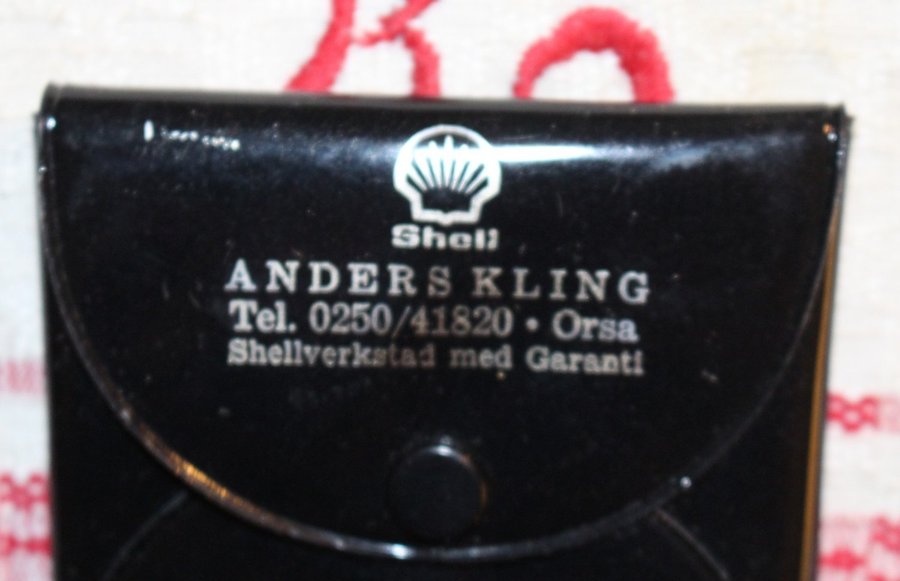 Shell
ANDERS KLING
Tel. 0250/41820 • Orsa
Shellverkstad med Garanti